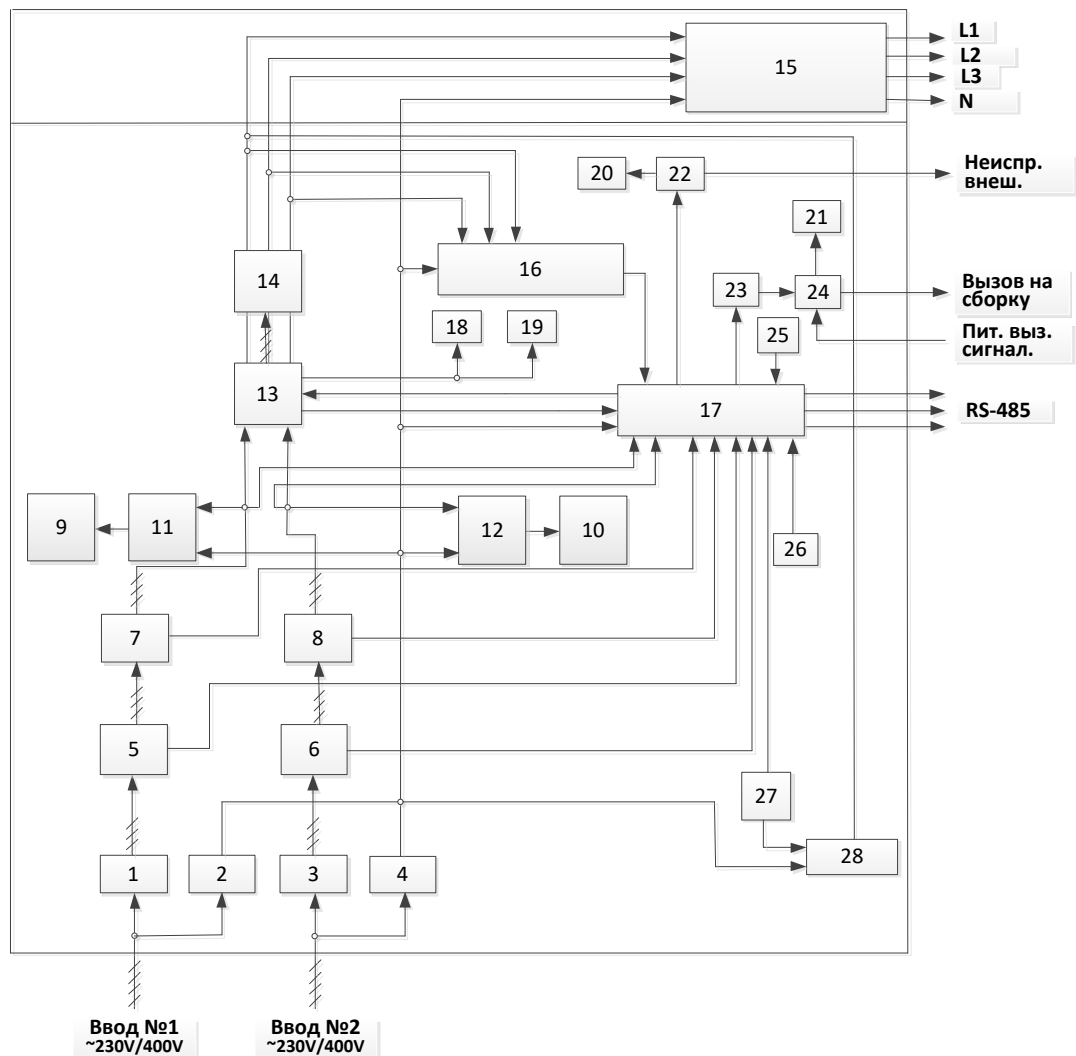 L1
15
L2
L3
N
Неиспр.
внеш.
20
22
21
14
16
23
24
Вызов на
сборку
18
19
25
Пит. выз.
сигнал.
13
17
RS-485
9
11
12
10
26
7
8
5
6
27
1
2
3
4
28
Ввод №1
~230V/400V
Ввод №2
~230V/400V